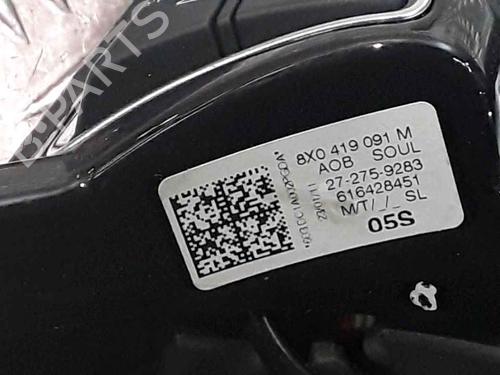 8X0 419 091 M
AOB SOUL
27-275-9283
616428451
M/T/_/_ SL
05S
B-PARTS